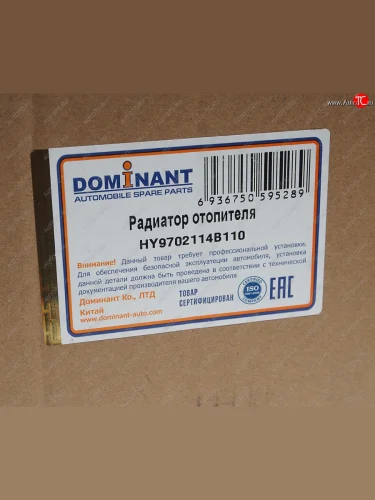 www.AutoTC.ru
DOMINANT
AUTOMOBILE SPARE PARTS
6 936750 595289
Радиатор отопителя
HY9702114B110
Внимание! Данный товар требует профессиональной установки.
Для обеспечения безопасной эксплуатации автомобиля, установка
данной детали должна быть проведена в соответствии с технической
документацией производителя вашего автомобиля
Доминант Ко., ЛТД
Китай
www.dominant-auto.com
ТОВАР
СЕРТИФИЦИРОВАН
ISO
EAC